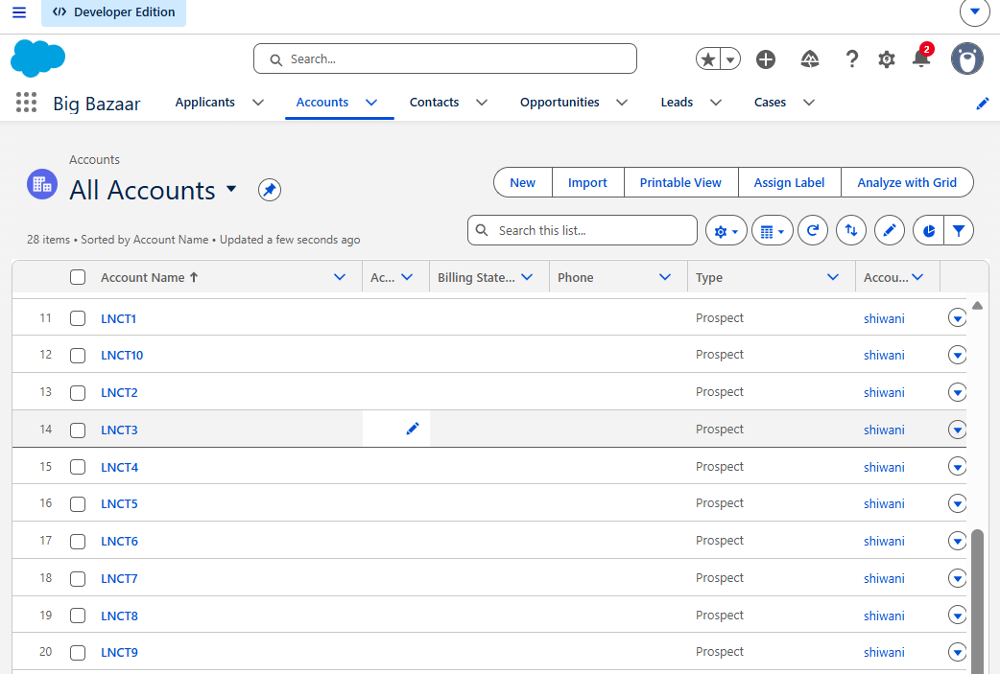 Developer Edition
Search...
2
Big Bazaar Applicants Accounts Contacts Opportunities Leads Cases
Accounts
All Accounts
New Import Printable View Assign Label Analyze with Grid
28 items • Sorted by Account Name • Updated a few seconds ago
Search this list...
Account Name Ac... Billing State... Phone Type Accou...
11 LNCT1 Prospect shiwani
12 LNCT10 Prospect shiwani
13 LNCT2 Prospect shiwani
14 LNCT3 Prospect shiwani
15 LNCT4 Prospect shiwani
16 LNCT5 Prospect shiwani
17 LNCT6 Prospect shiwani
18 LNCT7 Prospect shiwani
19 LNCT8 Prospect shiwani
20 LNCT9 Prospect shiwani